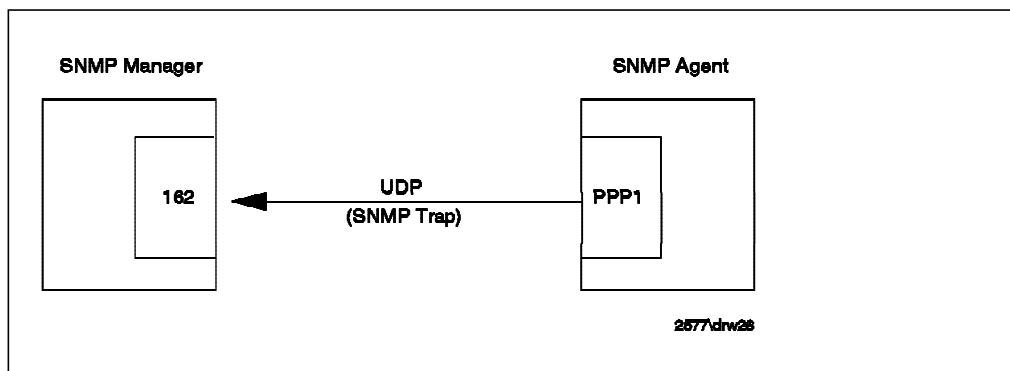 SNMP Manager
SNMP Agent
162
UDP
(SNMP Trap)
PPP1
2577\drw26